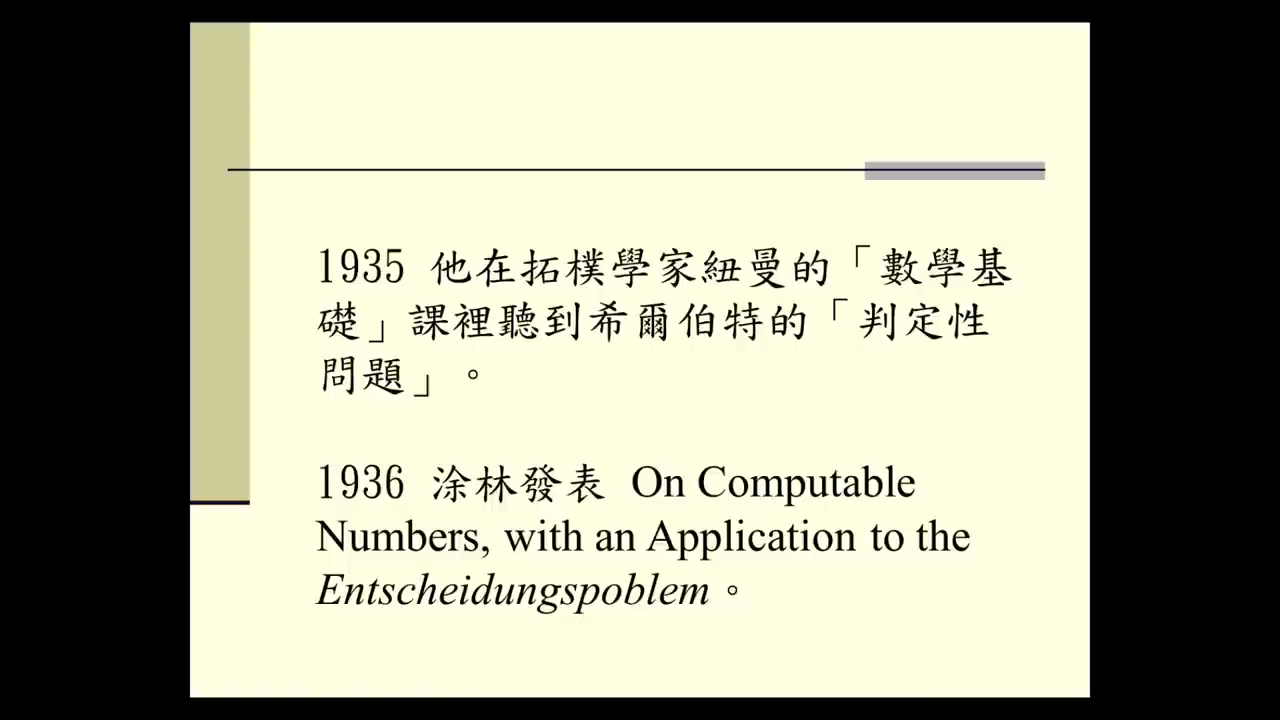 1935 他在拓樸學家紐曼的「數學基
礎」課裡聽到希爾伯特的「判定性
問題」。
1936 涂林發表 On Computable
Numbers, with an Application to the
Entscheidungspoblem。